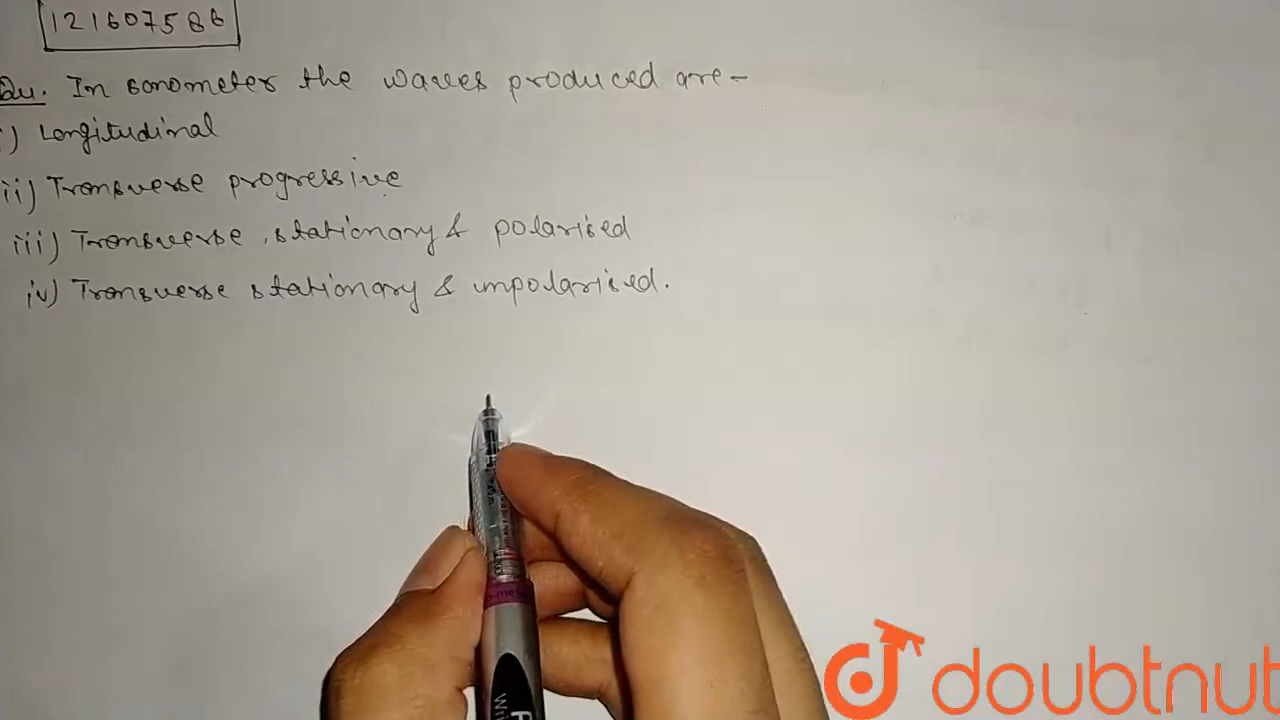 121607586
Qu. In sonometer the waves produced are-
i) Longitudinal
ii) Transverse progressive
iii) Transverse, stationary & polarised
iv) Transverse stationary & unpolarised.
doubtnut